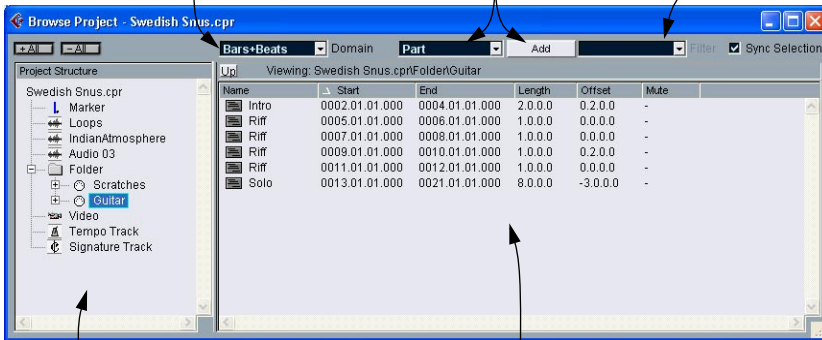 Browse Project - Swedish Snus.cpr
+ All - All Bars+Beats Domain Part Add Filter Sync Selection
Project Structure Up Viewing: Swedish Snus.cpr\Folder\Guitar
Name Start End Length Offset Mute
Swedish Snus.cpr
Marker
Loops
IndianAtmosphere
Audio 03
Folder
Scratches
Guitar
Video
Tempo Track
Signature Track
Intro 0002.01.01.000 0004.01.01.000 2.0.0.0 0.2.0.0 -
Riff 0005.01.01.000 0006.01.01.000 1.0.0.0 0.0.0.0 -
Riff 0007.01.01.000 0008.01.01.000 1.0.0.0 0.0.0.0 -
Riff 0009.01.01.000 0010.01.01.000 1.0.0.0 0.2.0.0 -
Riff 0011.01.01.000 0012.01.01.000 1.0.0.0 0.0.0.0 -
Solo 0013.01.01.000 0021.01.01.000 8.0.0.0 -3.0.0.0 -